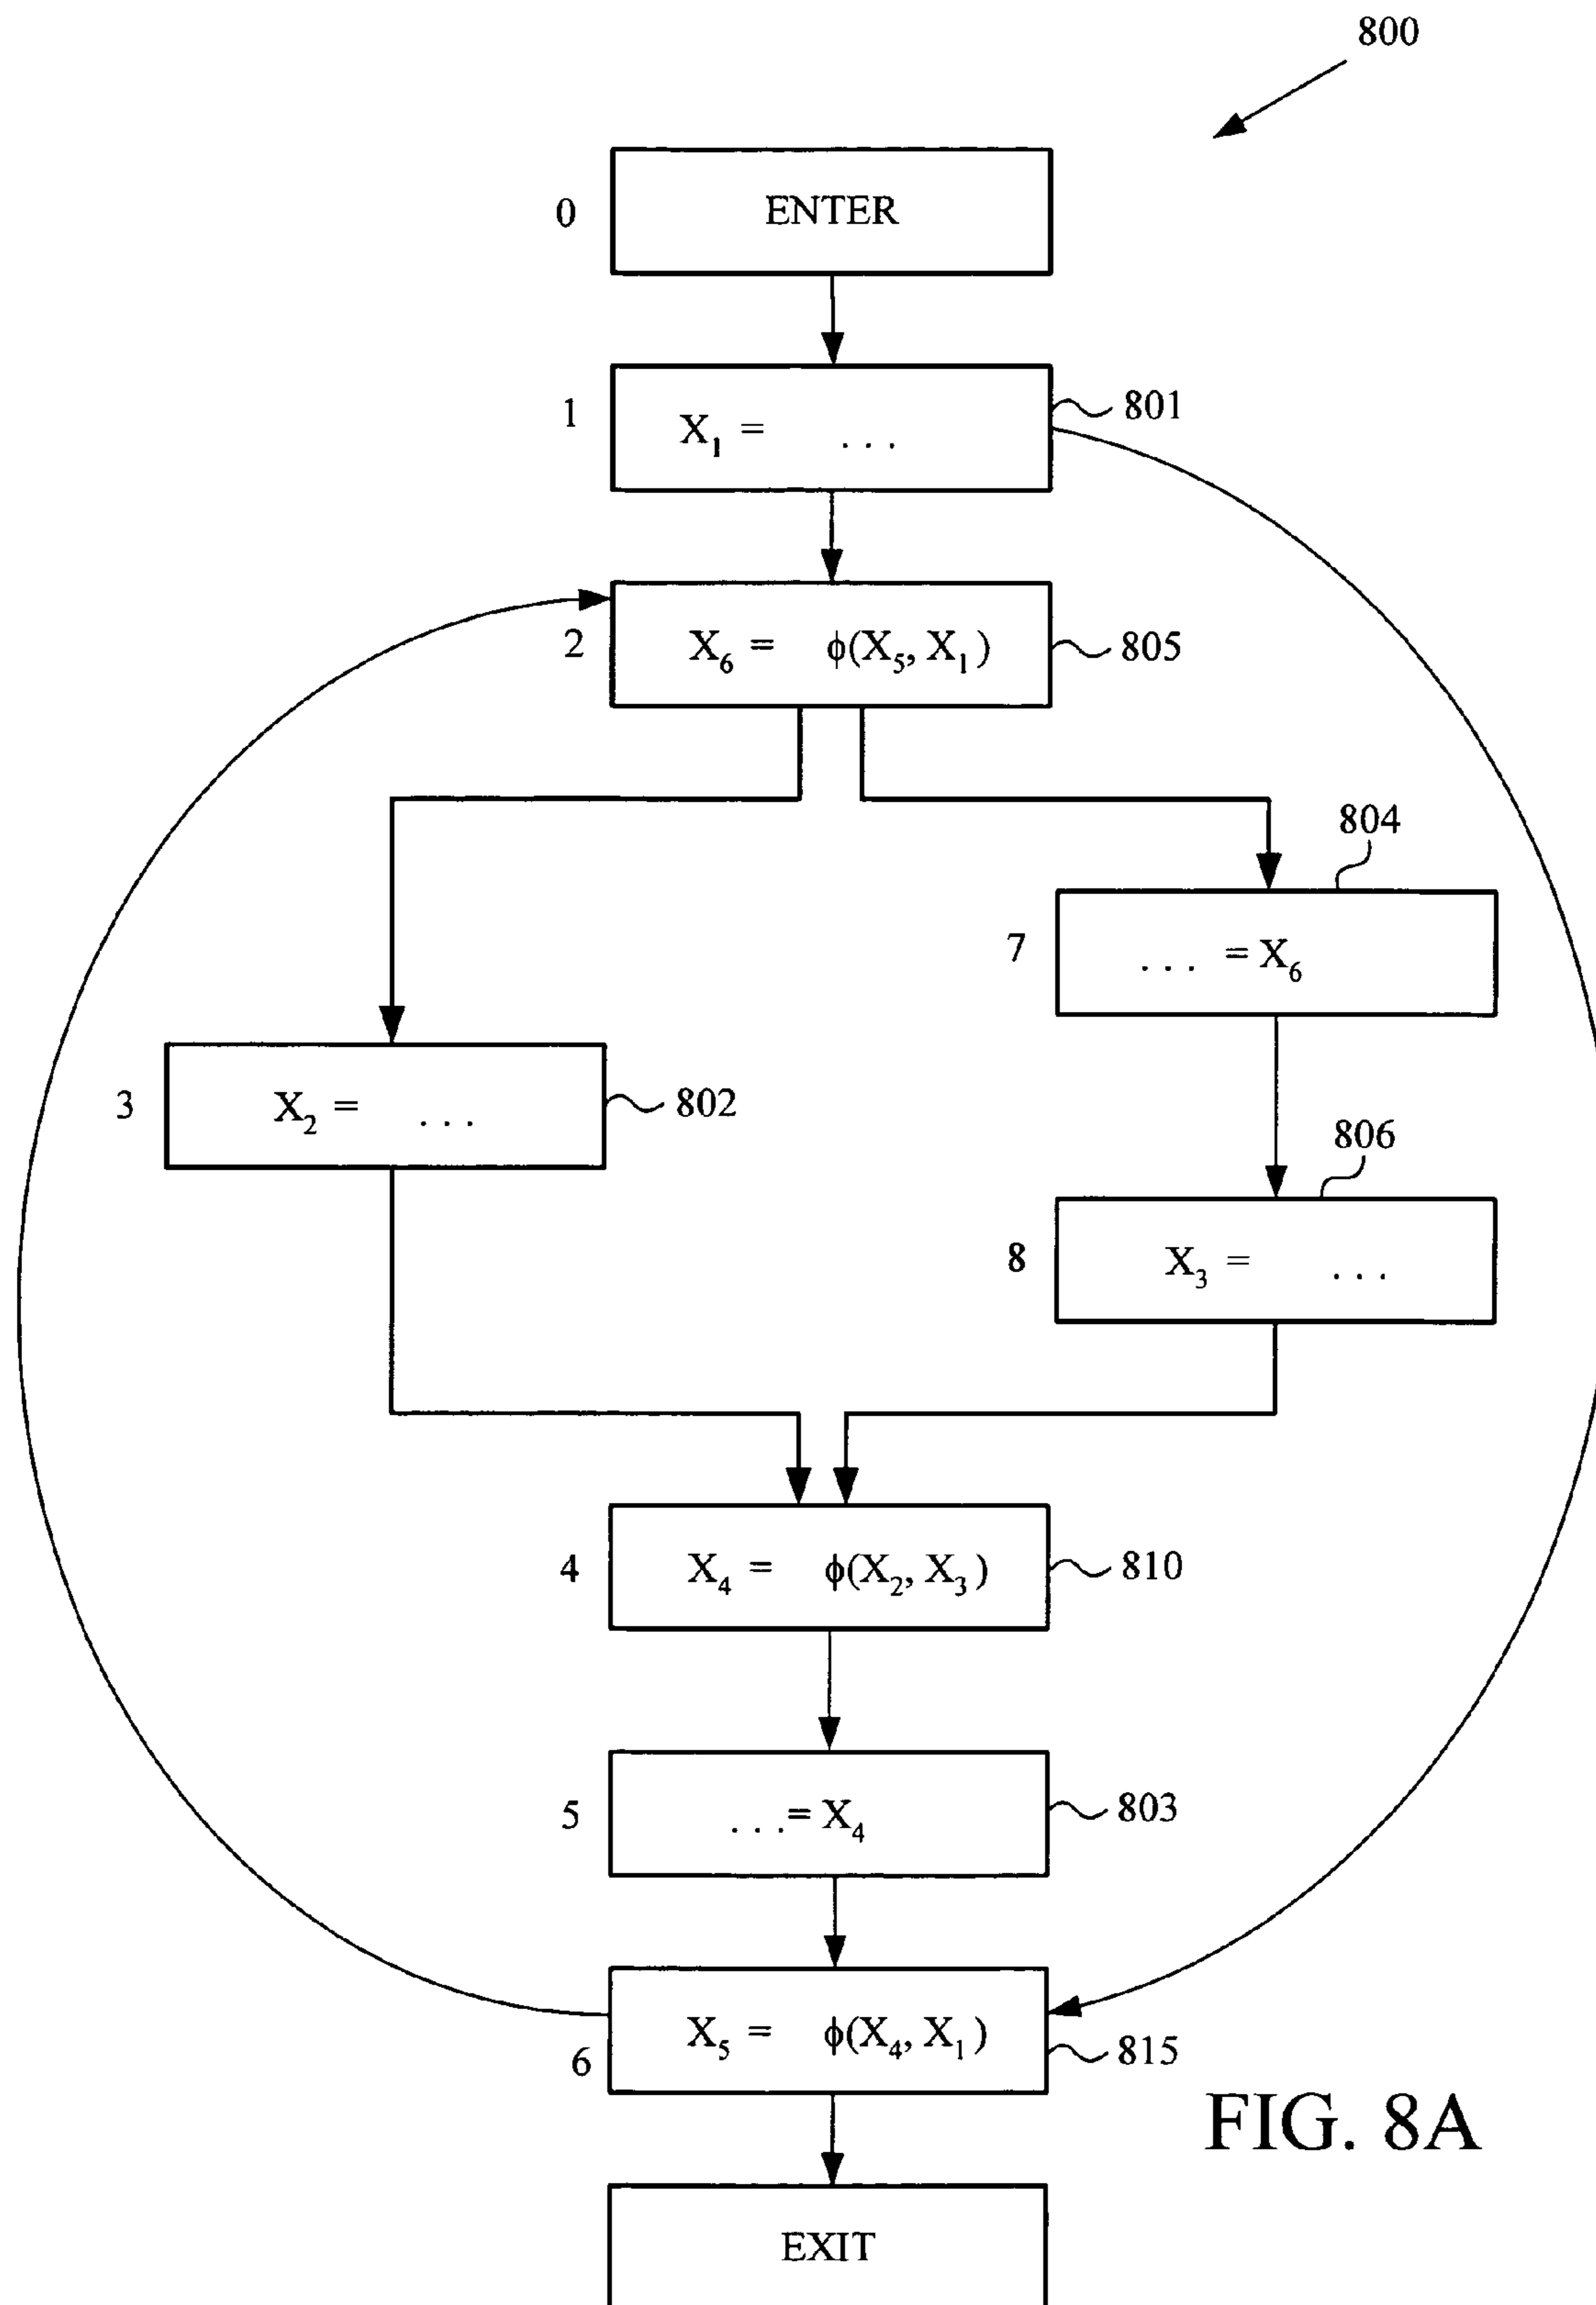 800
0
ENTER
1
X₁ = ...
801
2
X₆ = ϕ(X₅, X₁)
805
804
7
... = X₆
3
X₂ = ...
802
806
8
X₃ = ...
4
X₄ = ϕ(X₂, X₃)
810
5
...= X₄
803
6
X₅ = ϕ(X₄, X₁)
815
FIG. 8A
EXIT